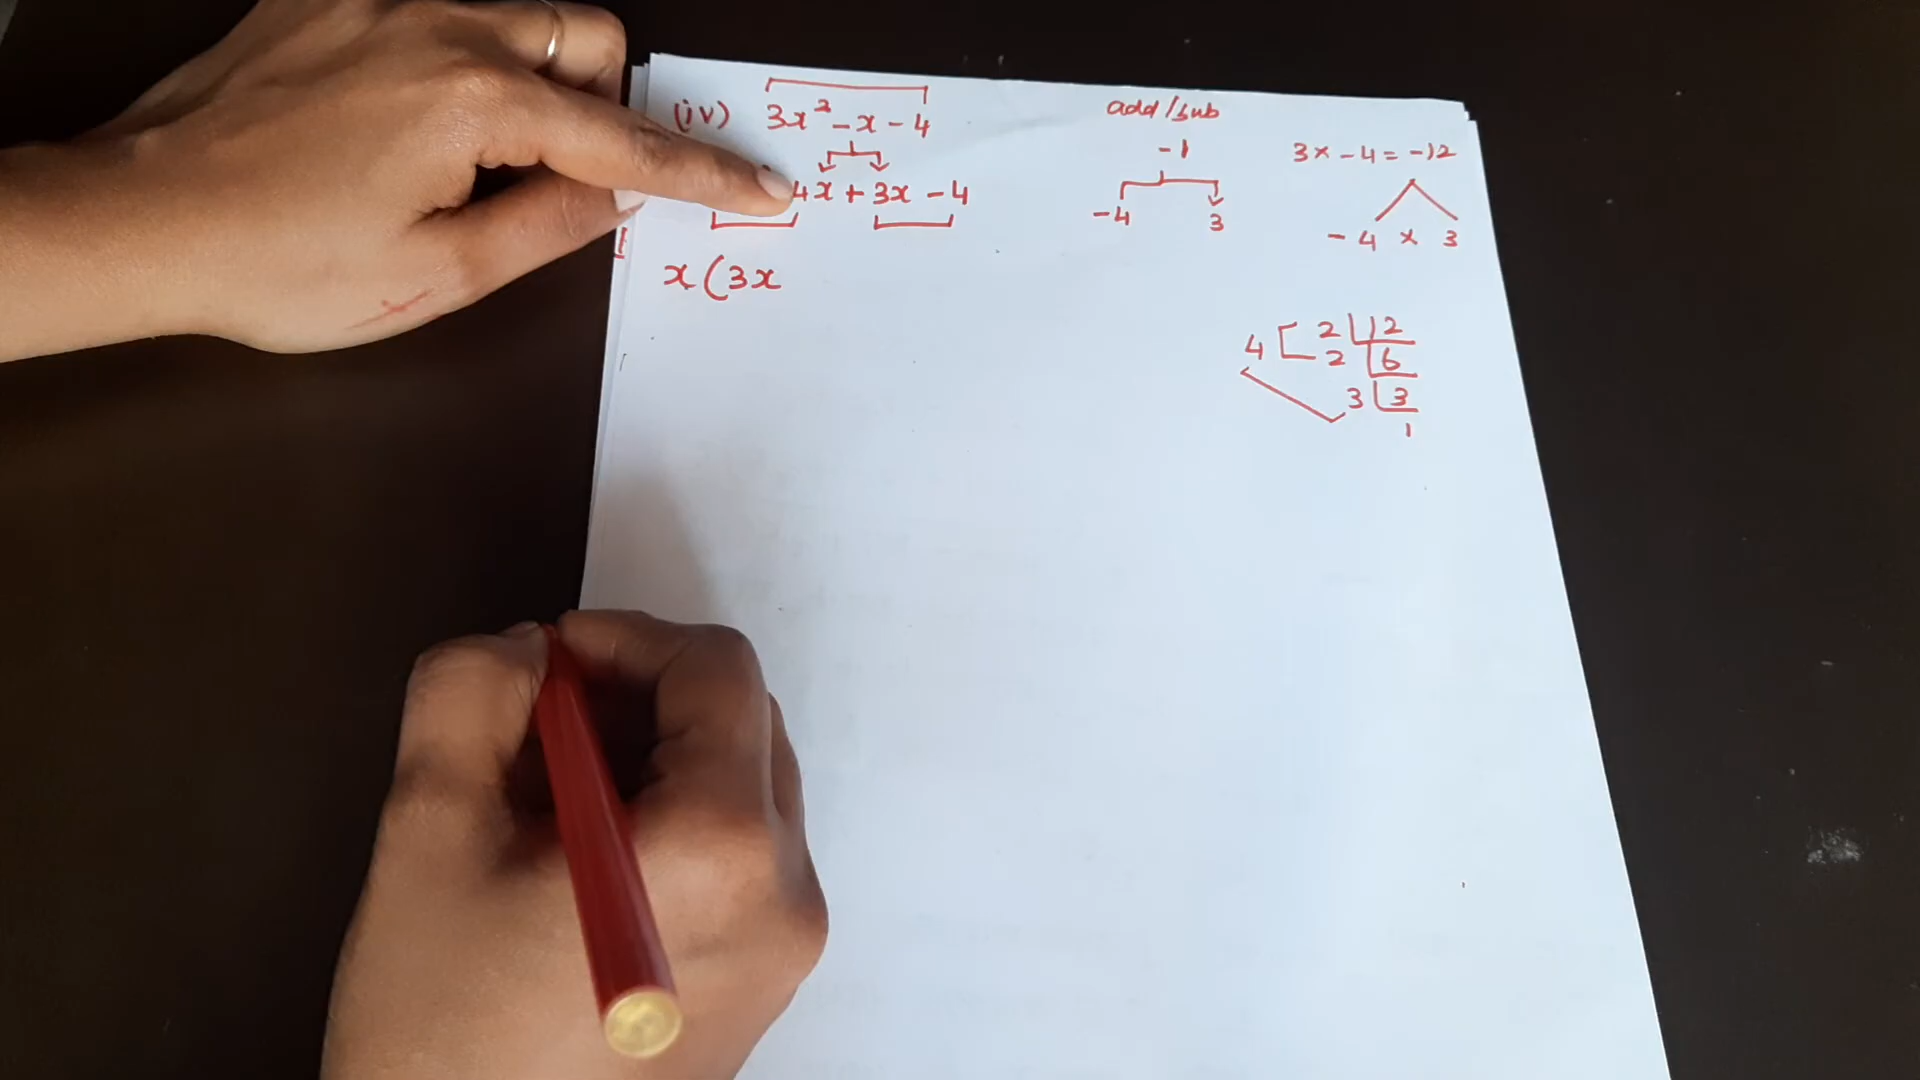 (iv) 3x² - x - 4
4x + 3x - 4
x (3x
add/sub
-1
-4 3
3x - 4 = -12
- 4 x 3
4 2 12
2 6
3 3
1